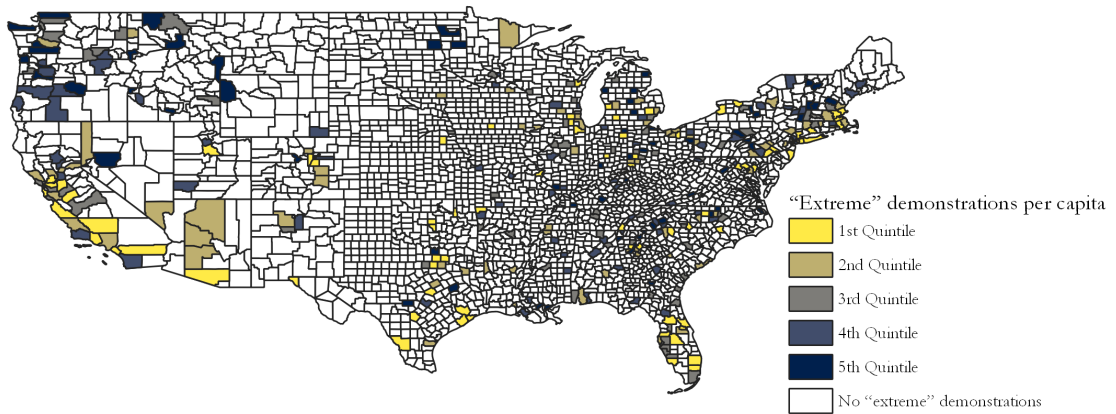 “Extreme” demonstrations per capita
1st Quintile
2nd Quintile
3rd Quintile
4th Quintile
5th Quintile
No “extreme” demonstrations